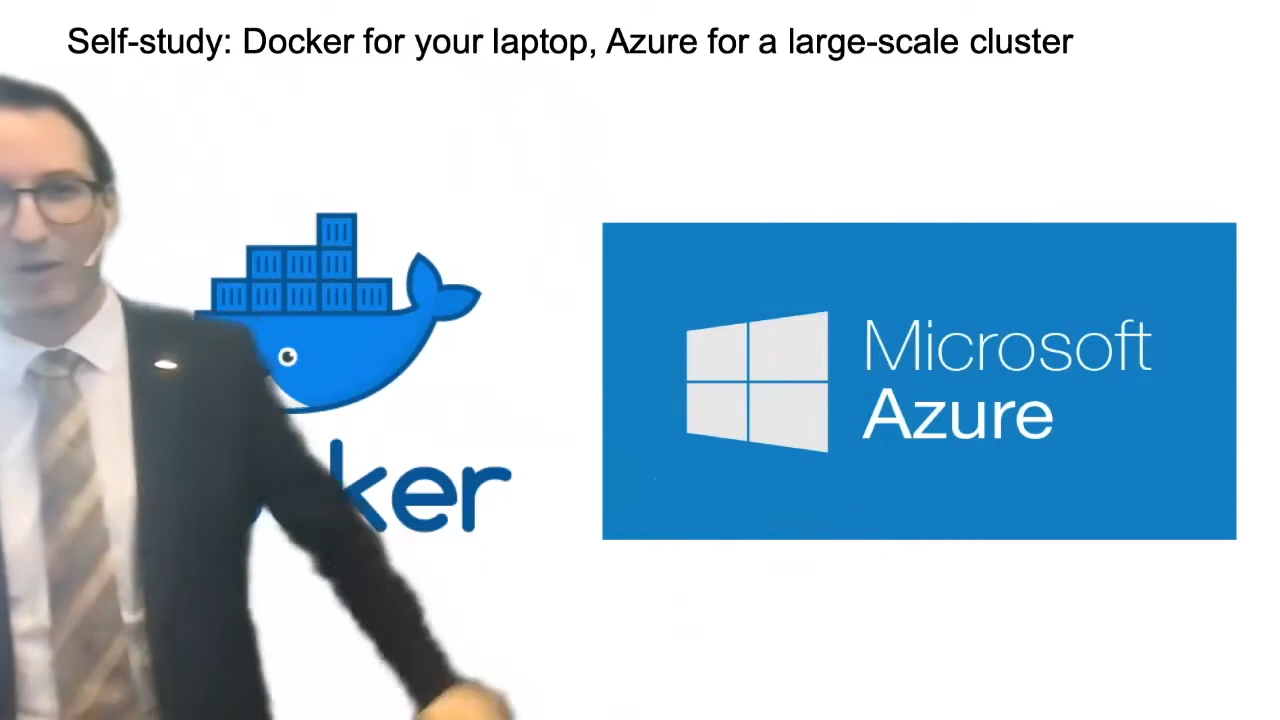 Self-study: Docker for your laptop, Azure for a large-scale cluster
ker
Microsoft
Azure